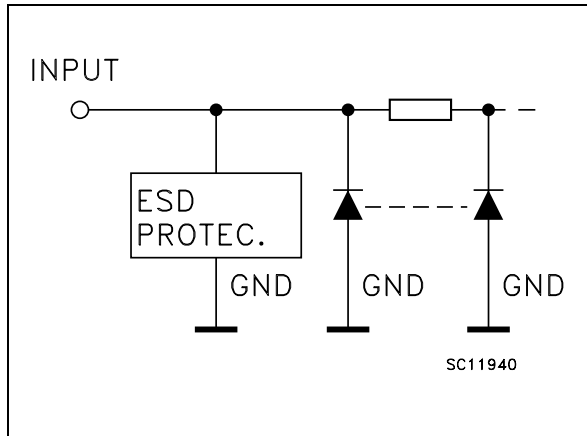 INPUT
ESD
PROTEC.
GND
GND
GND
SC11940